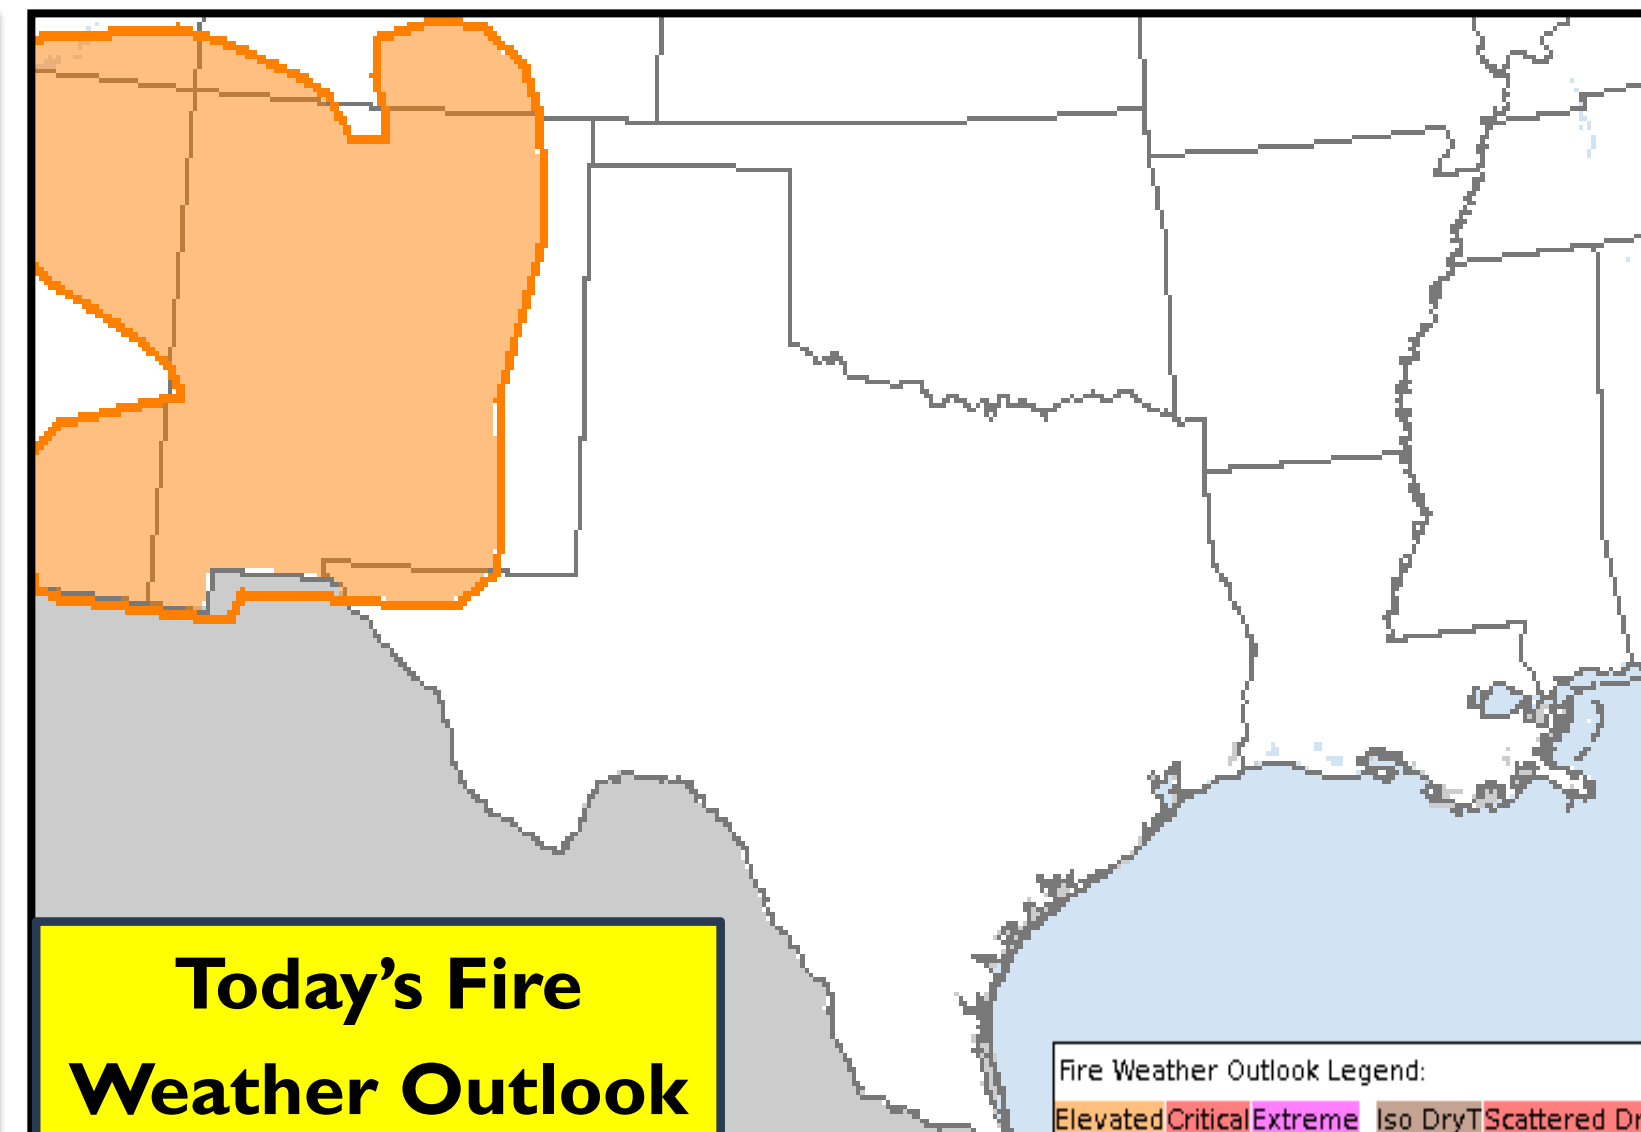 Today's Fire
Weather Outlook
Fire Weather Outlook Legend:
Elevated Critical Extreme Iso DryT Scattered Dr